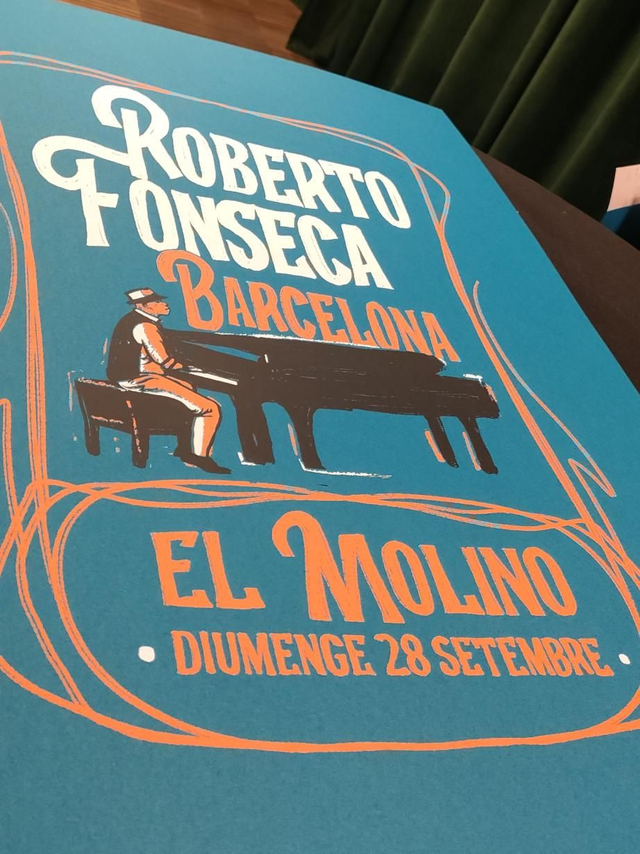 ROBERTO
FONSECA
BARCELONA
EL MOLINO
• DIUMENGE 28 SETEMBRE •